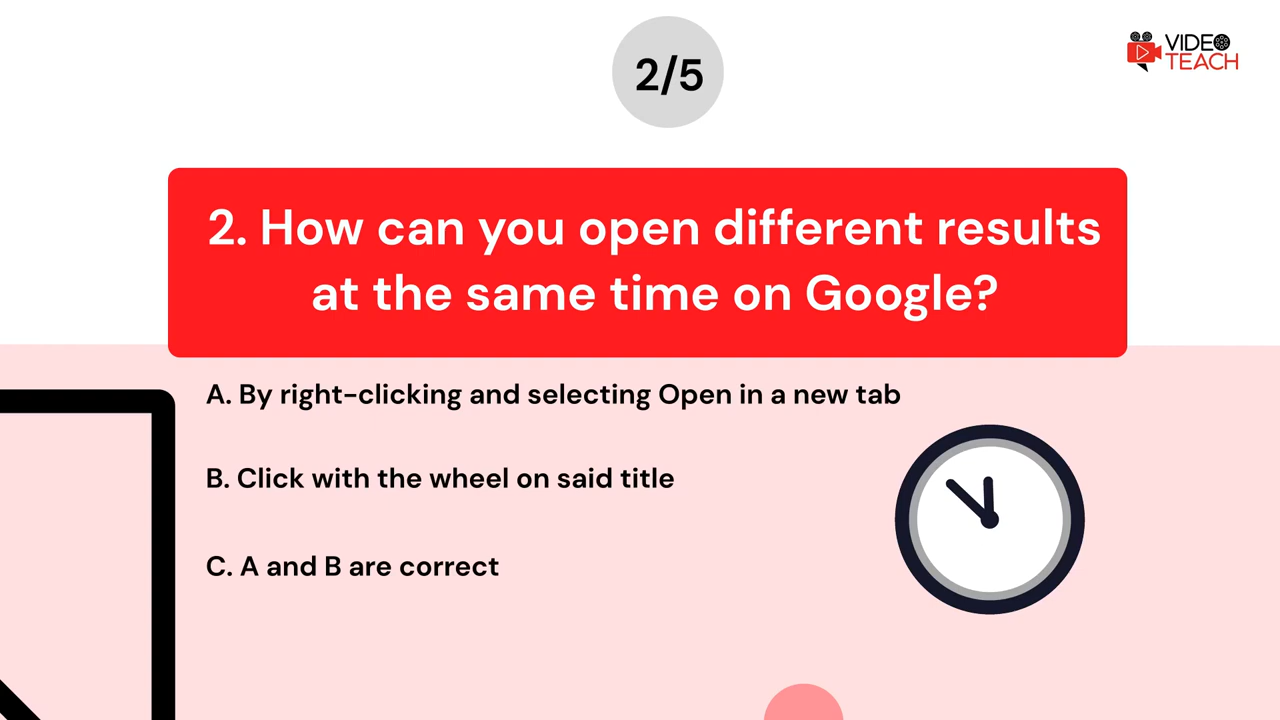 2/5
VIDEO
TEACH
2. How can you open different results
at the same time on Google?
A. By right-clicking and selecting Open in a new tab
B. Click with the wheel on said title
C. A and B are correct